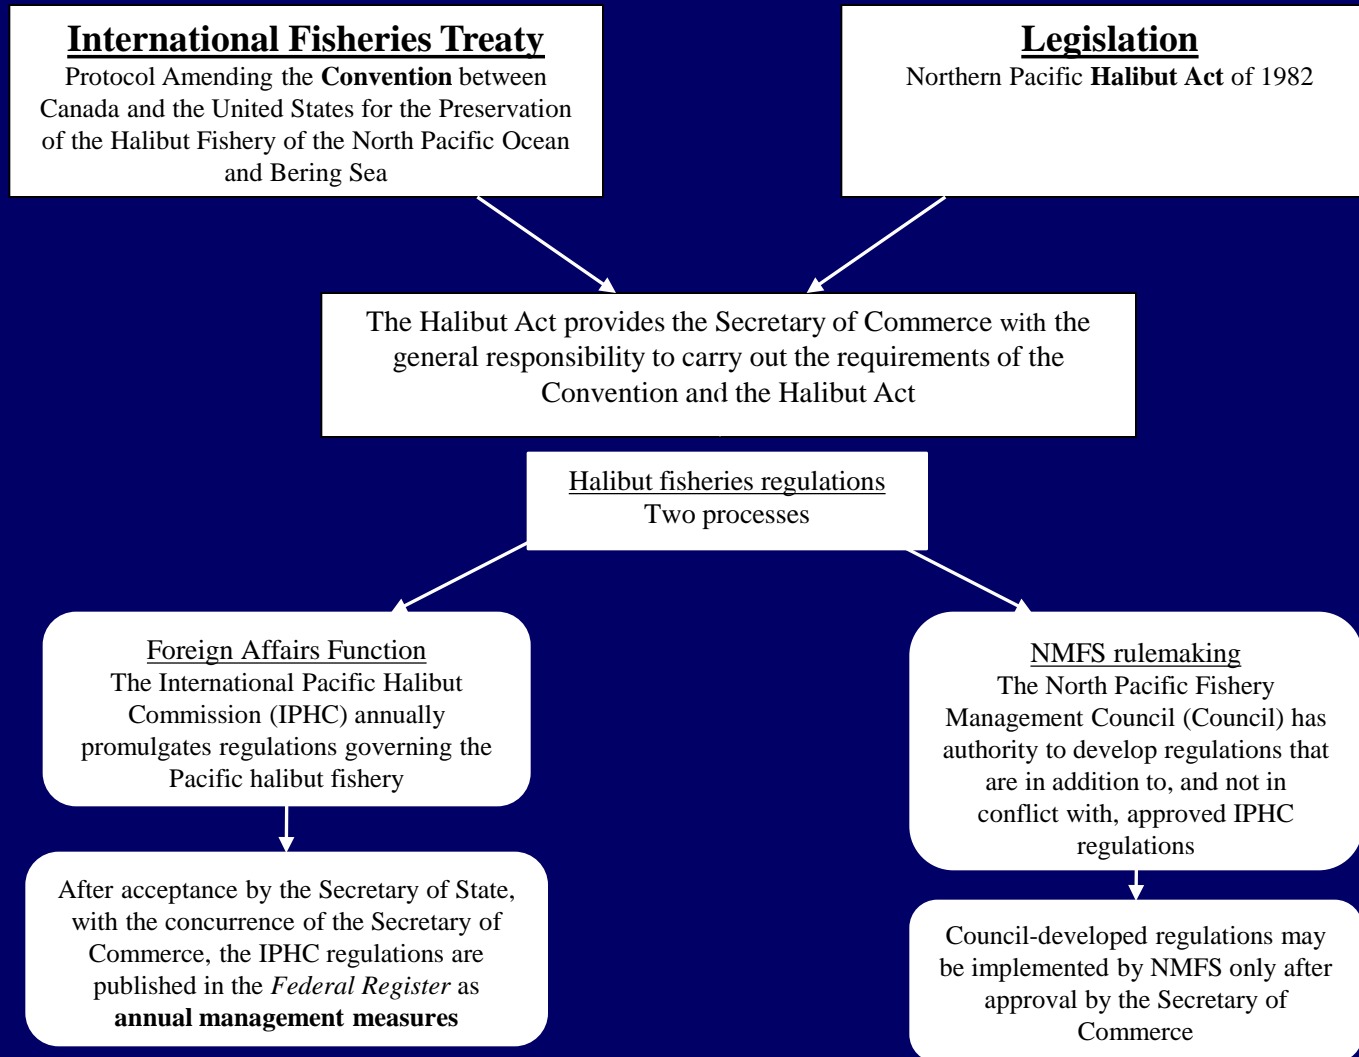 International Fisheries Treaty
Protocol Amending the Convention between
Canada and the United States for the Preservation
of the Halibut Fishery of the North Pacific Ocean
and Bering Sea
Legislation
Northern Pacific Halibut Act of 1982
The Halibut Act provides the Secretary of Commerce with the
general responsibility to carry out the requirements of the
Convention and the Halibut Act
Halibut fisheries regulations
Two processes
Foreign Affairs Function
The International Pacific Halibut
Commission (IPHC) annually
promulgates regulations governing the
Pacific halibut fishery
After acceptance by the Secretary of State,
with the concurrence of the Secretary of
Commerce, the IPHC regulations are
published in the Federal Register as
annual management measures
NMFS rulemaking
The North Pacific Fishery
Management Council (Council) has
authority to develop regulations that
are in addition to, and not in
conflict with, approved IPHC
regulations
Council-developed regulations may
be implemented by NMFS only after
approval by the Secretary of
Commerce